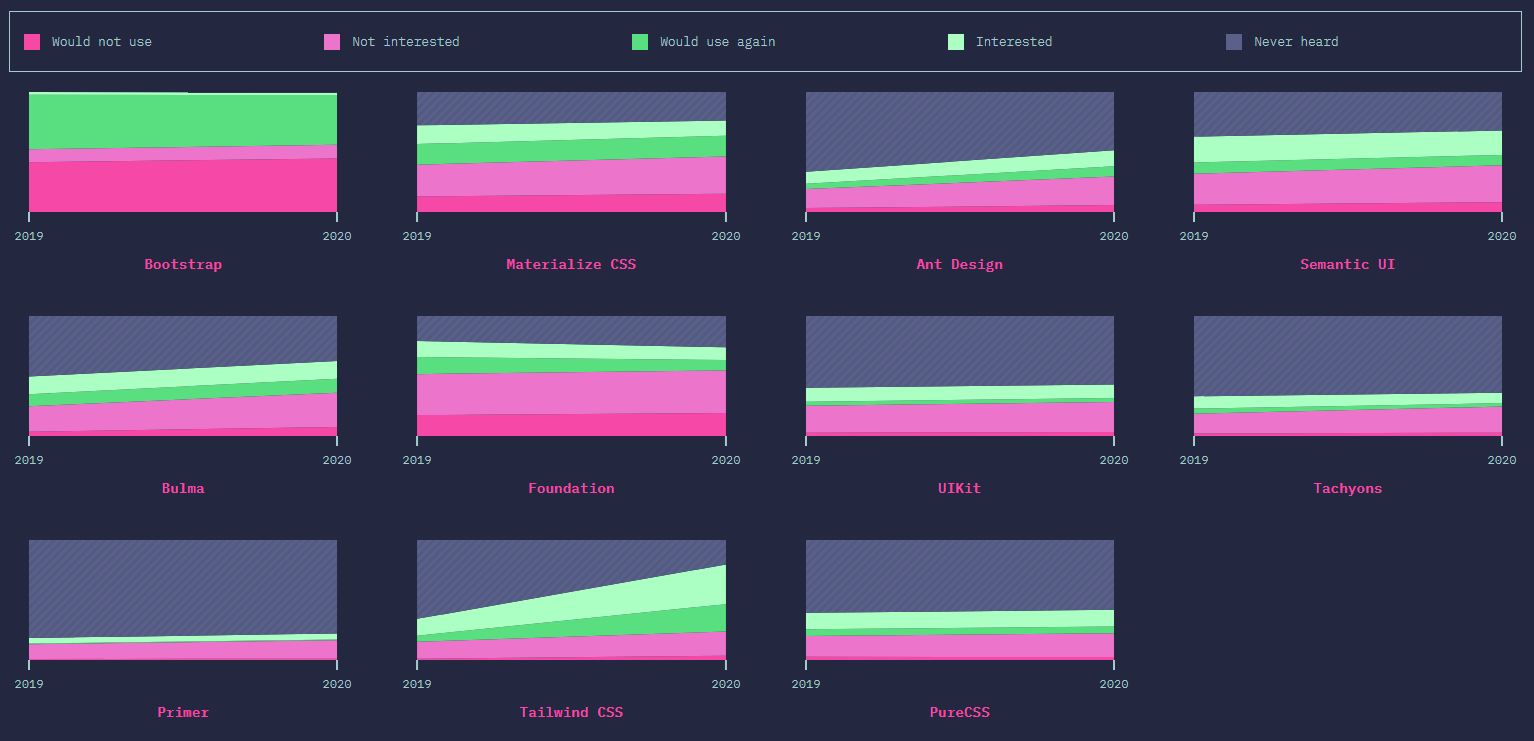 Would not use
Not interested
Would use again
Interested
Never heard
2019 2020 2019 2020 2019 2020 2019 2020
Bootstrap
Materialize CSS
Ant Design
Semantic UI
2019 2020 2019 2020 2019 2020 2019 2020
Bulma
Foundation
UIKit
Tachyons
2019 2020 2019 2020 2019 2020
Primer
Tailwind CSS
PureCSS